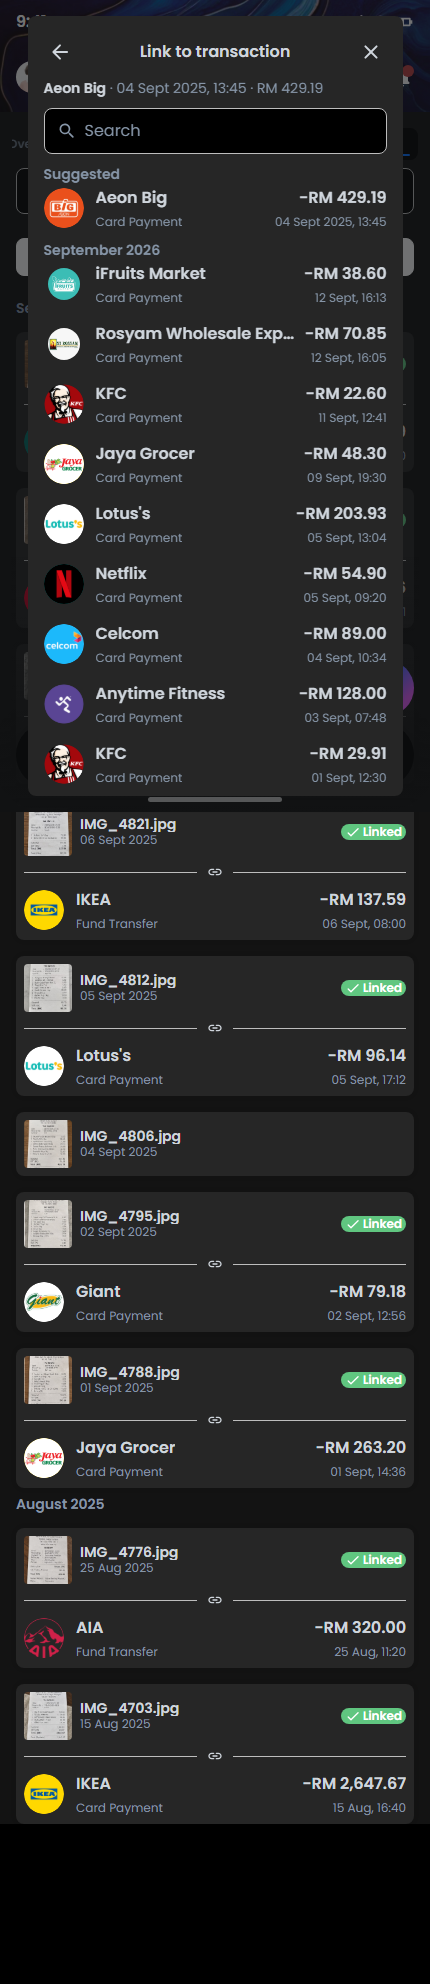 Link to transaction
Aeon Big · 04 Sept 2025, 13:45 · RM 429.19
Search
Suggested
Aeon Big -RM 429.19
Card Payment 04 Sept 2025, 13:45
September 2026
iFruits Market -RM 38.60
Card Payment 12 Sept, 16:13
Rosyam Wholesale Exp... -RM 70.85
Card Payment 12 Sept, 16:05
KFC -RM 22.60
Card Payment 11 Sept, 12:41
Jaya Grocer -RM 48.30
Card Payment 09 Sept, 19:30
Lotus's -RM 203.93
Card Payment 05 Sept, 13:04
Netflix -RM 54.90
Card Payment 05 Sept, 09:20
Celcom -RM 89.00
Card Payment 04 Sept, 10:34
Anytime Fitness -RM 128.00
Card Payment 03 Sept, 07:48
KFC -RM 29.91
Card Payment 01 Sept, 12:30
IMG_4821.jpg
06 Sept 2025
Linked
IKEA -RM 137.59
Fund Transfer 06 Sept, 08:00
IMG_4812.jpg
05 Sept 2025
Linked
Lotus's -RM 96.14
Card Payment 05 Sept, 17:12
IMG_4806.jpg
04 Sept 2025
IMG_4795.jpg
02 Sept 2025
Linked
Giant -RM 79.18
Card Payment 02 Sept, 12:56
IMG_4788.jpg
01 Sept 2025
Linked
Jaya Grocer -RM 263.20
Card Payment 01 Sept, 14:36
August 2025
IMG_4776.jpg
25 Aug 2025
Linked
AIA -RM 320.00
Fund Transfer 25 Aug, 11:20
IMG_4703.jpg
15 Aug 2025
Linked
IKEA -RM 2,647.67
Card Payment 15 Aug, 16:40